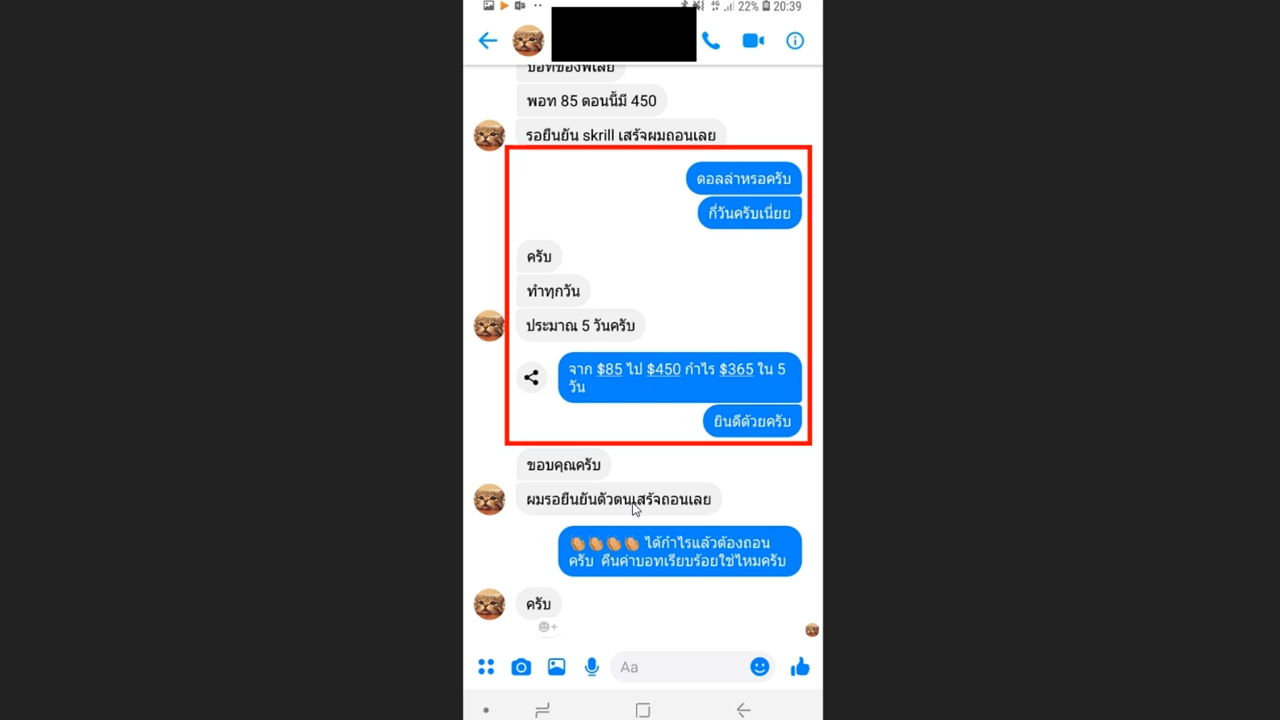 22% 20:39
บอทของพี่เลย
พอท 85 ตอนนี้มี 450
รอยืนยัน skrill เสร้จผมถอนเลย
ดอลล่าหรอครับ
กี่วันครับเนี่ยย
ครับ
ทำทุกวัน
ประมาณ 5 วันครับ
จาก $85 ไป $450 กำไร $365 ใน 5
วัน
ยินดีด้วยครับ
ขอบคุณครับ
ผมรอยืนยันตัวตนเสร้จถอนเลย
👏👏👏👏 ได้กำไรแล้วต้องถอน
ครับ คืนค่าบอทเรียบร้อยใช่ไหมครับ
ครับ
Aa